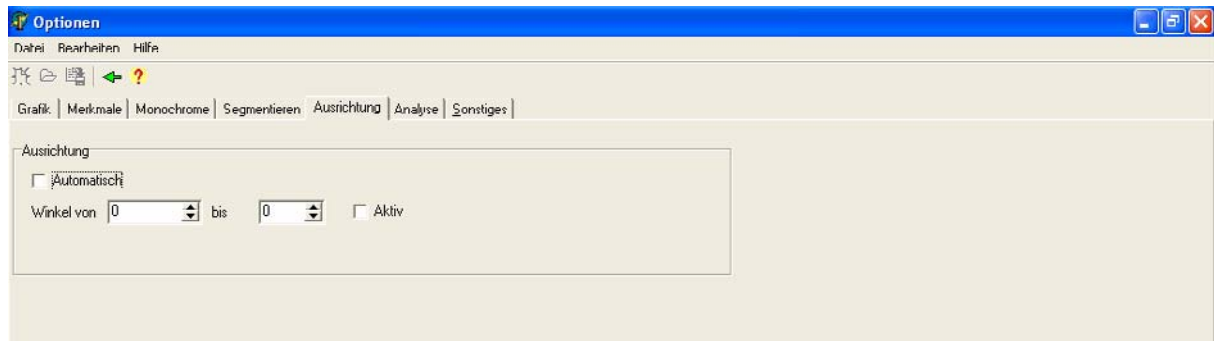 Optionen
Datei Bearbeiten Hilfe
?
Grafik Merkmale Monochrome Segmentieren Ausrichtung Analyse Sonstiges
Ausrichtung
Automatisch
Winkel von 0 bis 0 Aktiv